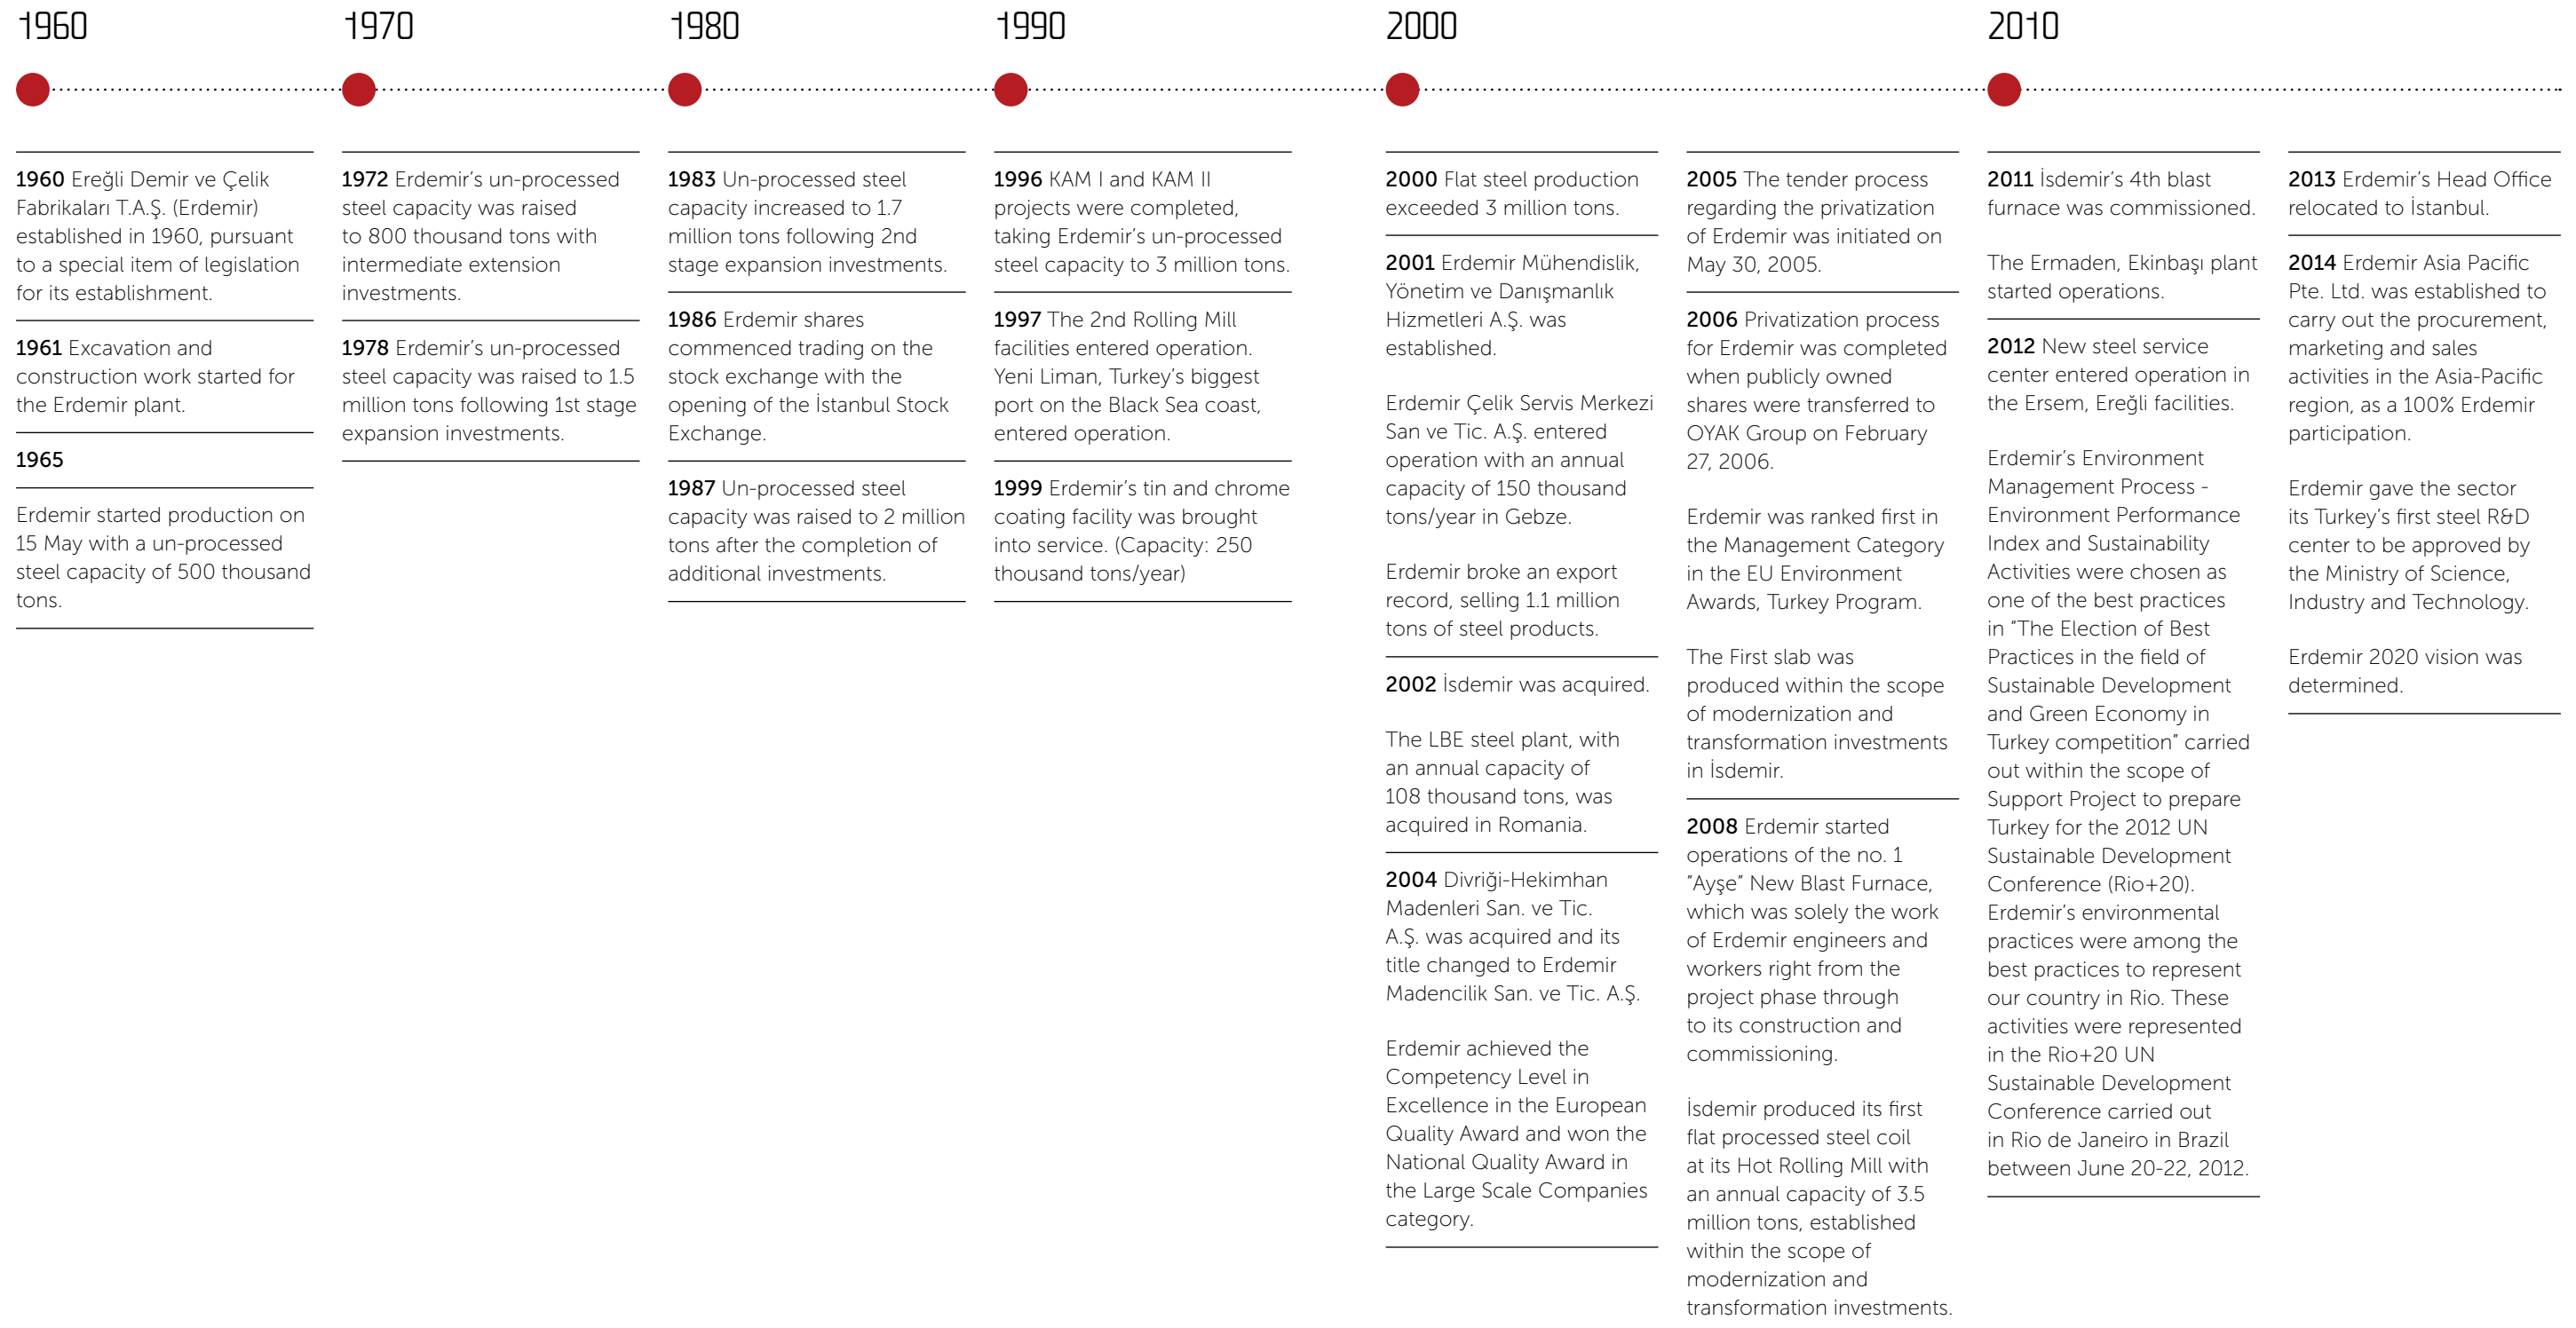 1960
1970
1980
1990
2000
2010
1960 Ereğli Demir ve Çelik
Fabrikaları T.A.Ş. (Erdemir)
established in 1960, pursuant
to a special item of legislation
for its establishment.
1961 Excavation and
construction work started for
the Erdemir plant.
1965
Erdemir started production on
15 May with a un-processed
steel capacity of 500 thousand
tons.
1972 Erdemir's un-processed
steel capacity was raised
to 800 thousand tons with
intermediate extension
investments.
1978 Erdemir's un-processed
steel capacity was raised to 1.5
million tons following 1st stage
expansion investments.
1983 Un-processed steel
capacity increased to 1.7
million tons following 2nd
stage expansion investments.
1986 Erdemir shares
commenced trading on the
stock exchange with the
opening of the İstanbul Stock
Exchange.
1987 Un-processed steel
capacity was raised to 2 million
tons after the completion of
additional investments.
1996 KAM I and KAM II
projects were completed,
taking Erdemir's un-processed
steel capacity to 3 million tons.
1997 The 2nd Rolling Mill
facilities entered operation.
Yeni Liman, Turkey's biggest
port on the Black Sea coast,
entered operation.
1999 Erdemir's tin and chrome
coating facility was brought
into service. (Capacity: 250
thousand tons/year)
2000 Flat steel production
exceeded 3 million tons.
2001 Erdemir Mühendislik,
Yönetim ve Danışmanlık
Hizmetleri A.Ş. was
established.
Erdemir Çelik Servis Merkezi
San ve Tic. A.Ş. entered
operation with an annual
capacity of 150 thousand
tons/year in Gebze.
Erdemir broke an export
record, selling 1.1 million
tons of steel products.
2002 İsdemir was acquired.
The LBE steel plant, with
an annual capacity of
108 thousand tons, was
acquired in Romania.
2004 Divriği-Hekimhan
Madenleri San. ve Tic.
A.Ş. was acquired and its
title changed to Erdemir
Madencilik San. ve Tic. A.Ş.
Erdemir achieved the
Competency Level in
Excellence in the European
Quality Award and won the
National Quality Award in
the Large Scale Companies
category.
2005 The tender process
regarding the privatization
of Erdemir was initiated on
May 30, 2005.
2006 Privatization process
for Erdemir was completed
when publicly owned
shares were transferred to
OYAK Group on February
27, 2006.
Erdemir was ranked first in
the Management Category
in the EU Environment
Awards, Turkey Program.
The First slab was
produced within the scope
of modernization and
transformation investments
in İsdemir.
2008 Erdemir started
operations of the no. 1
"Ayşe" New Blast Furnace,
which was solely the work
of Erdemir engineers and
workers right from the
project phase through
to its construction and
commissioning.
İsdemir produced its first
flat processed steel coil
at its Hot Rolling Mill with
an annual capacity of 3.5
million tons, established
within the scope of
modernization and
transformation investments.
2011 İsdemir's 4th blast
furnace was commissioned.
The Ermaden, Ekinbaşı plant
started operations.
2012 New steel service
center entered operation in
the Ersem, Ereğli facilities.
Erdemir's Environment
Management Process -
Environment Performance
Index and Sustainability
Activities were chosen as
one of the best practices
in "The Election of Best
Practices in the field of
Sustainable Development
and Green Economy in
Turkey competition" carried
out within the scope of
Support Project to prepare
Turkey for the 2012 UN
Sustainable Development
Conference (Rio+20).
Erdemir's environmental
practices were among the
best practices to represent
our country in Rio. These
activities were represented
in the Rio+20 UN
Sustainable Development
Conference carried out
in Rio de Janeiro in Brazil
between June 20-22, 2012.
2013 Erdemir's Head Office
relocated to İstanbul.
2014 Erdemir Asia Pacific
Pte. Ltd. was established to
carry out the procurement,
marketing and sales
activities in the Asia-Pacific
region, as a 100% Erdemir
participation.
Erdemir gave the sector
its Turkey's first steel R&D
center to be approved by
the Ministry of Science,
Industry and Technology.
Erdemir 2020 vision was
determined.